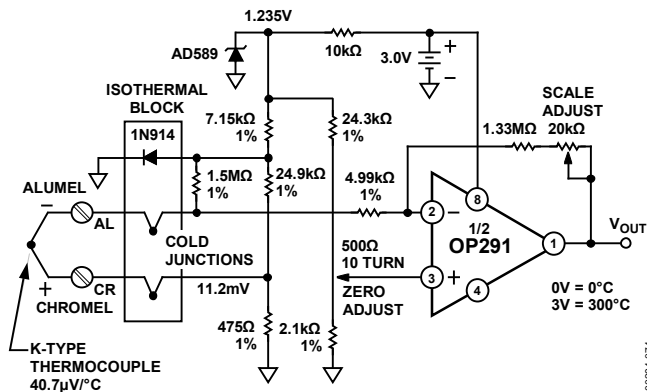 1.235V
AD589
10kΩ
3.0V
+
−
ISOTHERMAL
BLOCK
1N914
7.15kΩ
1%
24.3kΩ
1%
SCALE
ADJUST
1.33MΩ
20kΩ
1.5MΩ
1%
24.9kΩ
1%
4.99kΩ
1%
ALUMEL
−
AL
COLD
JUNCTIONS
+
CR
CHROMEL
11.2mV
500Ω
10 TURN
ZERO
ADJUST
8
2
−
1/2
OP291
1
3
+
4
VOUT
0V = 0°C
3V = 300°C
475Ω
1%
2.1kΩ
1%
K-TYPE
THERMOCOUPLE
40.7µV/°C